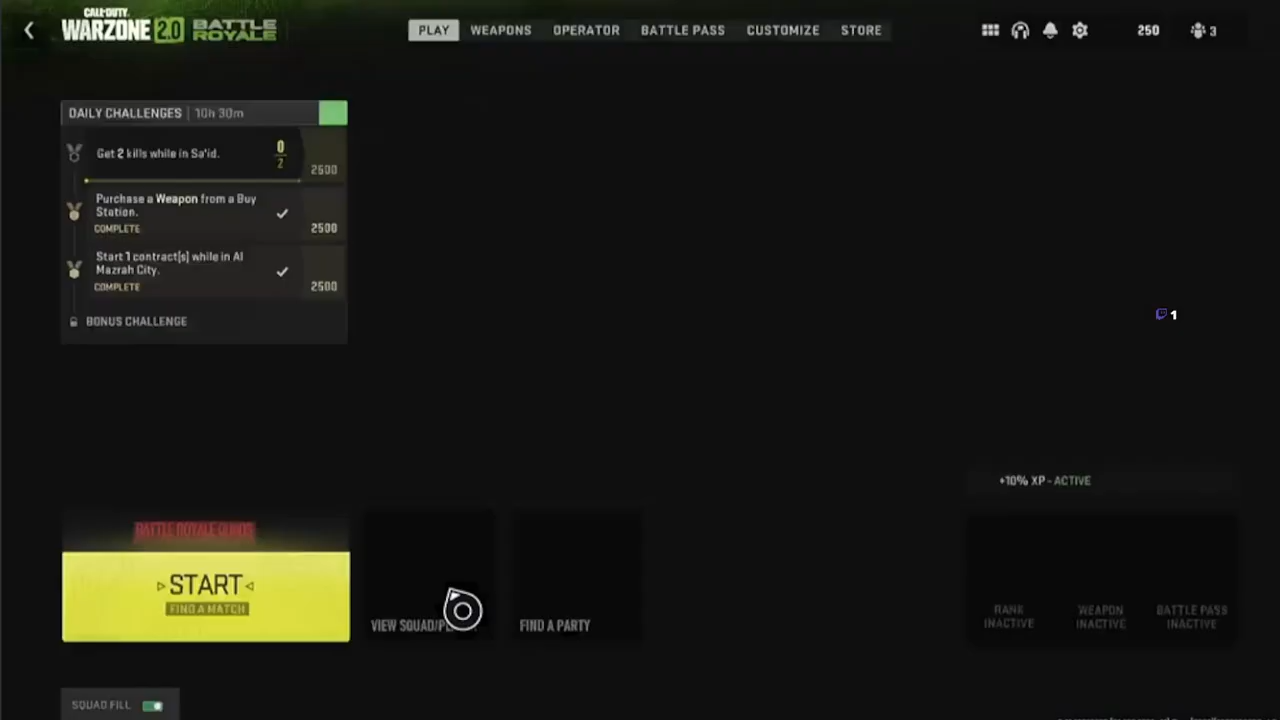 CALL OF DUTY
WARZONE 2.0 BATTLE ROYALE
PLAY WEAPONS OPERATOR BATTLE PASS CUSTOMIZE STORE
250 3
DAILY CHALLENGES | 10h 30m
Get 2 kills while in Sa'id.
0
2
2500
Purchase a Weapon from a Buy
Station.
COMPLETE
2500
Start 1 contract(s) while in Al
Mazrah City.
COMPLETE
2500
BONUS CHALLENGE
1
+10% XP - ACTIVE
BATTLE ROYALE QUADS
START
FIND A MATCH
VIEW
FIND A PARTY
RANK
INACTIVE
WEAPON
INACTIVE
BATTLE PASS
INACTIVE
SQUAD FILL